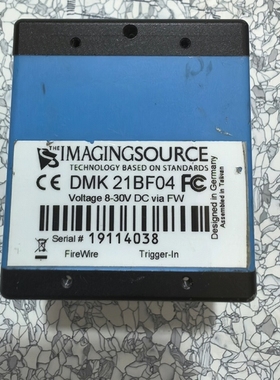 THE IMAGINGSOURCE
TECHNOLOGY BASED ON STANDARDS
CE DMK 21BF04 FC
Voltage 8-30V DC via FW
Serial # 19114038
FireWire Trigger-In
Developed in Germany
Assembled in Taiwan